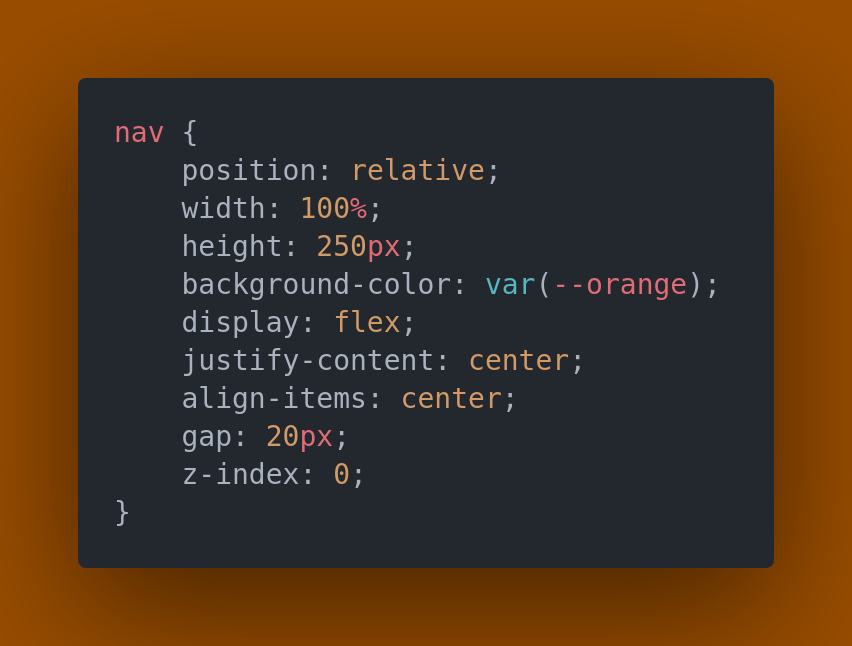 nav {
    position: relative;
    width: 100%;
    height: 250px;
    background-color: var(--orange);
    display: flex;
    justify-content: center;
    align-items: center;
    gap: 20px;
    z-index: 0;
}